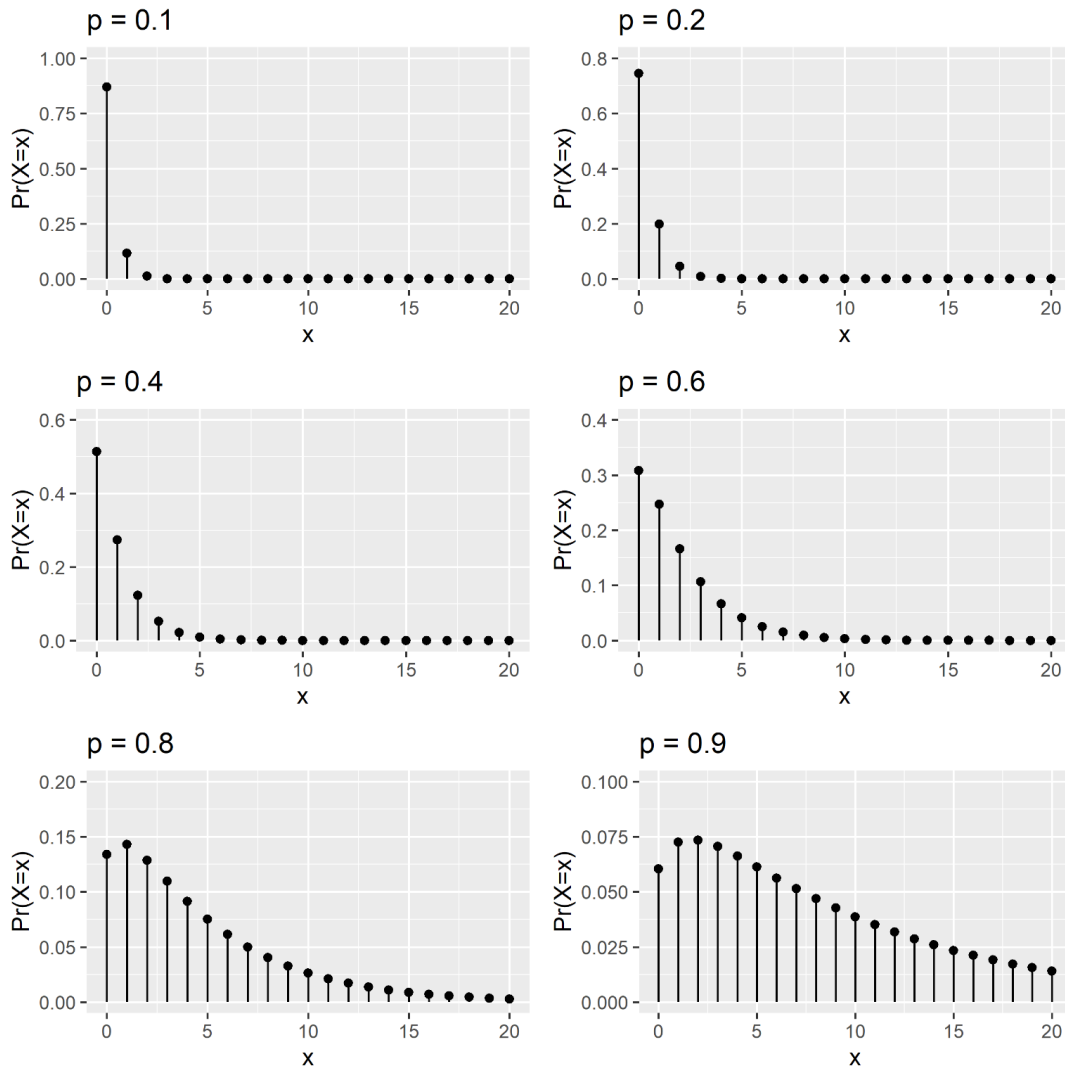 p = 0.1
1.00
0.75
0.50
0.25
0.00
Pr(X=x)
0 5 10 15 20
x
p = 0.2
0.8
0.6
0.4
0.2
0.0
Pr(X=x)
0 5 10 15 20
x
p = 0.4
0.6
0.4
0.2
0.0
Pr(X=x)
0 5 10 15 20
x
p = 0.6
0.4
0.3
0.2
0.1
0.0
Pr(X=x)
0 5 10 15 20
x
p = 0.8
0.20
0.15
0.10
0.05
0.00
Pr(X=x)
0 5 10 15 20
x
p = 0.9
0.100
0.075
0.050
0.025
0.000
Pr(X=x)
0 5 10 15 20
x